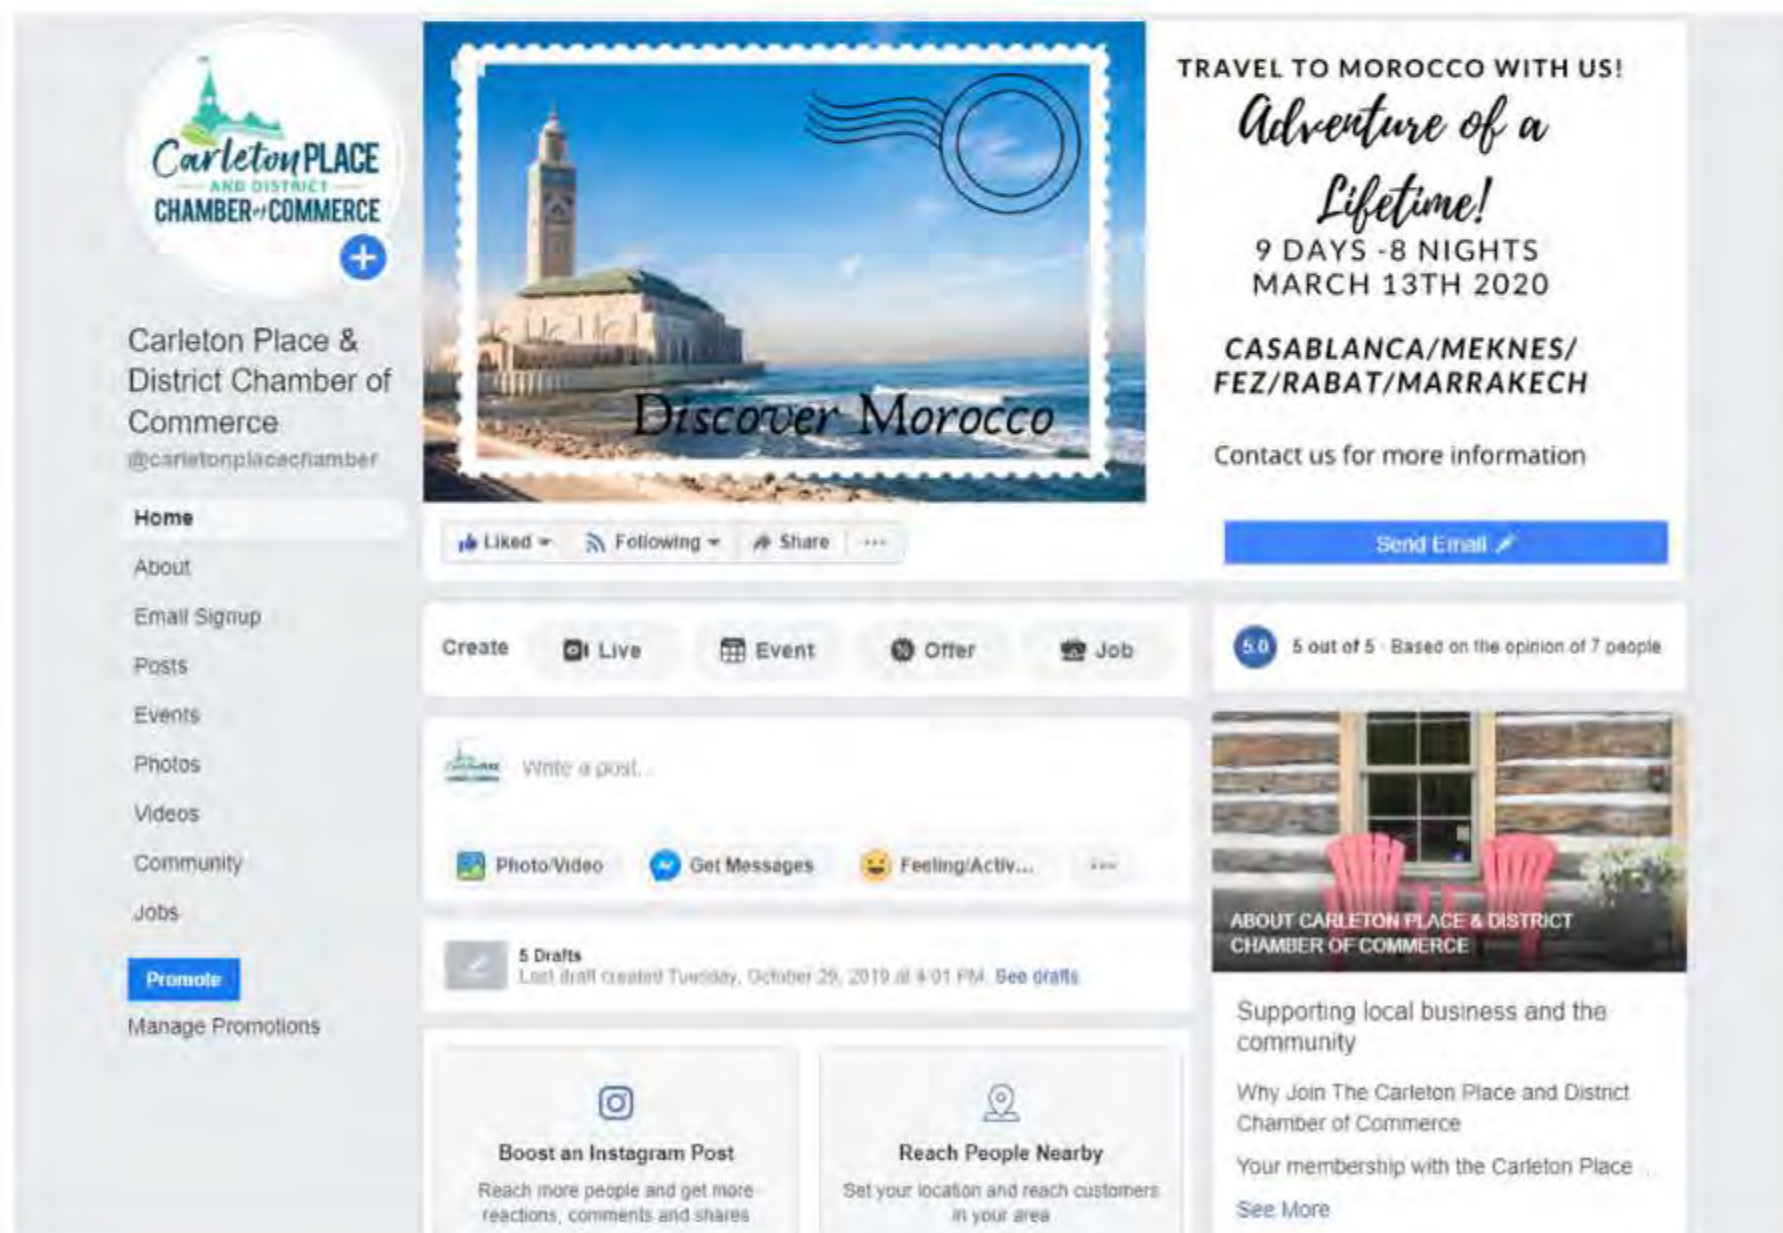 Carleton PLACE
AND DISTRICT
CHAMBER of COMMERCE
Carleton Place &
District Chamber of
Commerce
@carletonplacechamber
Home
About
Email Signup
Posts
Events
Photos
Videos
Community
Jobs
Promote
Manage Promotions
Discover Morocco
TRAVEL TO MOROCCO WITH US!
Adventure of a
Lifetime!
9 DAYS -8 NIGHTS
MARCH 13TH 2020
CASABLANCA/MEKNES/
FEZ/RABAT/MARRAKECH
Contact us for more information
Liked
Following
Share
Send Email
Create
Live
Event
Offer
Job
Write a post...
Photo/Video
Get Messages
Feeling/Activ...
5 Drafts
Last draft created Tuesday, October 29, 2019 at 4:01 PM. See drafts
Boost an Instagram Post
Reach more people and get more
reactions, comments and shares
Reach People Nearby
Set your location and reach customers
in your area
5.0
5 out of 5 · Based on the opinion of 7 people
ABOUT CARLETON PLACE & DISTRICT
CHAMBER OF COMMERCE
Supporting local business and the
community
Why Join The Carleton Place and District
Chamber of Commerce
Your membership with the Carleton Place ...
See More